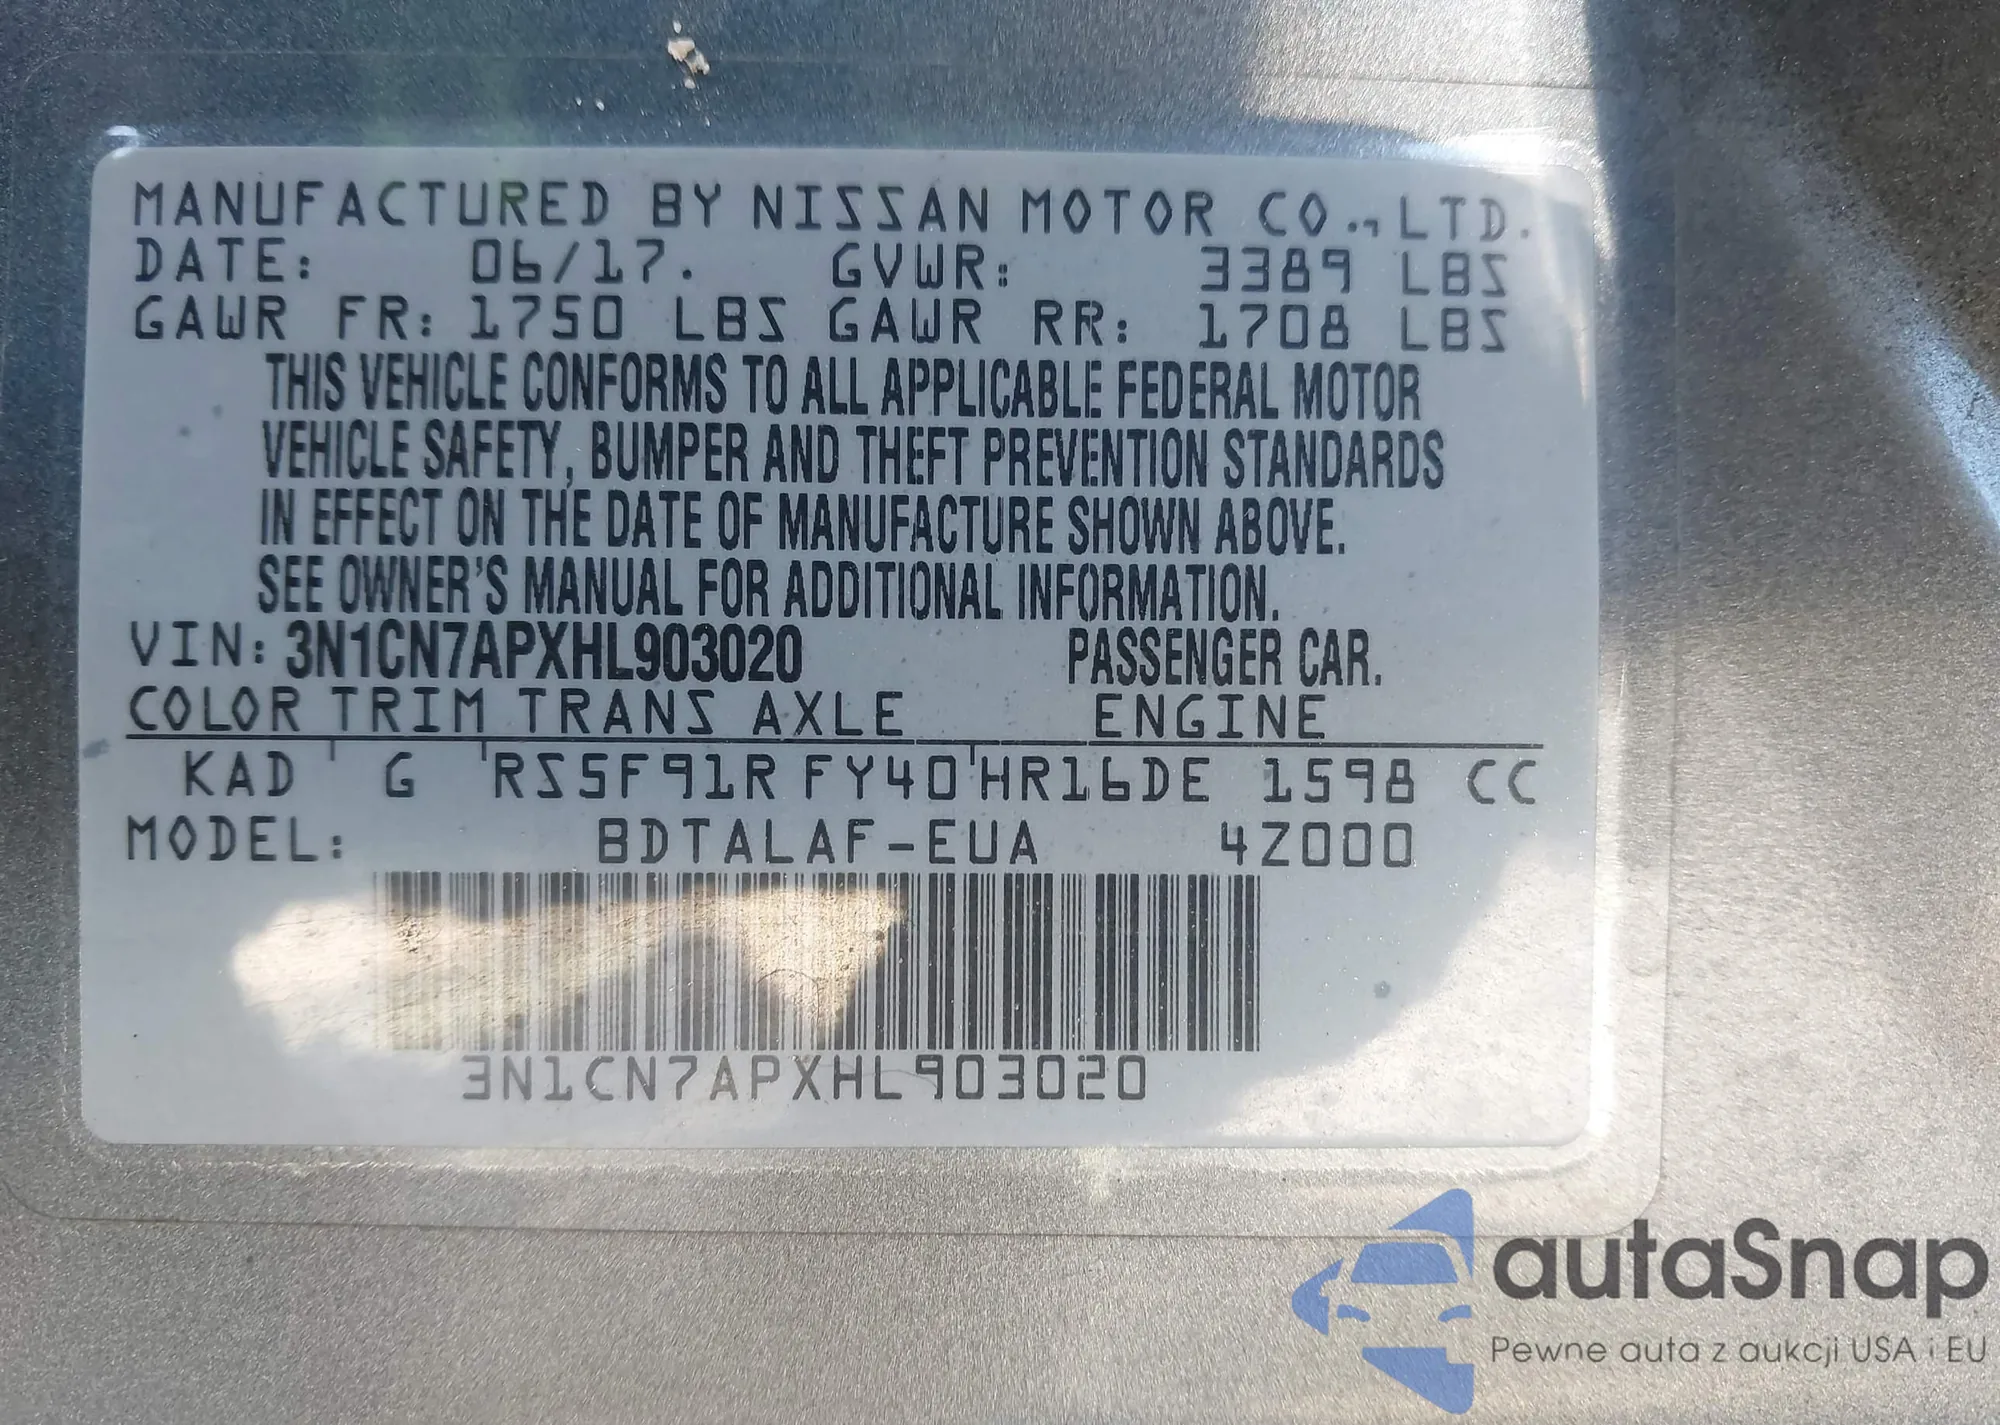 MANUFACTURED BY NISSAN MOTOR CO., LTD.
DATE: 06/17. GVWR: 3389 LBS
GAWR FR: 1750 LBS GAWR RR: 1708 LBS
THIS VEHICLE CONFORMS TO ALL APPLICABLE FEDERAL MOTOR
VEHICLE SAFETY, BUMPER AND THEFT PREVENTION STANDARDS
IN EFFECT ON THE DATE OF MANUFACTURE SHOWN ABOVE.
SEE OWNER'S MANUAL FOR ADDITIONAL INFORMATION.
VIN: 3N1CN7APXHL903020 PASSENGER CAR.
COLOR TRIM TRANS AXLE ENGINE
KAD G RS5F91R FY40 HR16DE 1598 CC
MODEL: BDTALAF-EUA 4Z000
3N1CN7APXHL903020
autaSnap
Pewne auta z aukcji USA i EU